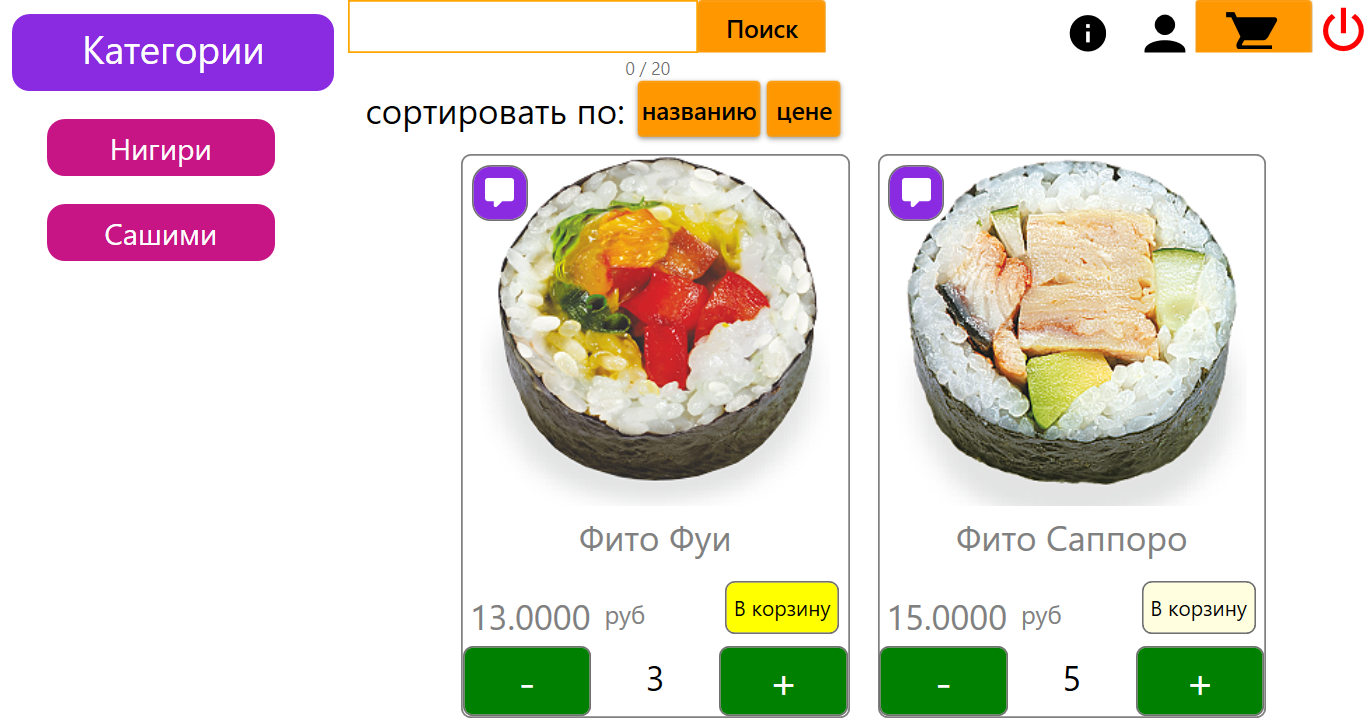 Категории
Поиск
0 / 20
сортировать по: названию цене
Нигири
Сашими
Фито Фуи
13.0000 руб
В корзину
- 3 +
Фито Саппоро
15.0000 руб
В корзину
- 5 +